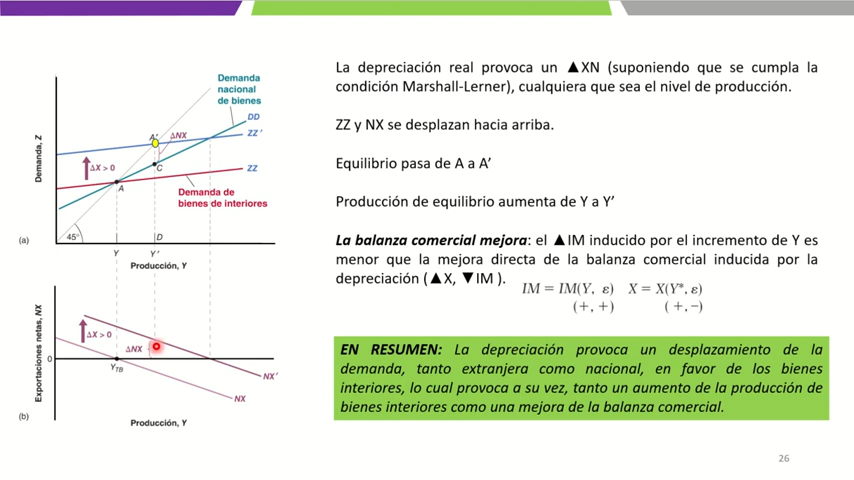 Demanda
nacional
de bienes
DD
ZZ'
A'
ΔNX
C
ΔX > 0
ZZ
A
Demanda de
bienes de interiores
45°
D
Y
Y'
Demanda, Z
Producción, Y
(a)
Exportaciones netas, NX
ΔX > 0
ΔNX
0
Y_TB
NX'
NX
(b)
Producción, Y
La depreciación real provoca un ▲XN (suponiendo que se cumpla la
condición Marshall-Lerner), cualquiera que sea el nivel de producción.
ZZ y NX se desplazan hacia arriba.
Equilibrio pasa de A a A’
Producción de equilibrio aumenta de Y a Y’
La balanza comercial mejora: el ▲IM inducido por el incremento de Y es
menor que la mejora directa de la balanza comercial inducida por la
depreciación (▲X, ▼IM ).
IM = IM(Y, ε) X = X(Y*, ε)
(+, +) (+, −)
EN RESUMEN: La depreciación provoca un desplazamiento de la
demanda, tanto extranjera como nacional, en favor de los bienes
interiores, lo cual provoca a su vez, tanto un aumento de la producción de
bienes interiores como una mejora de la balanza comercial.
26